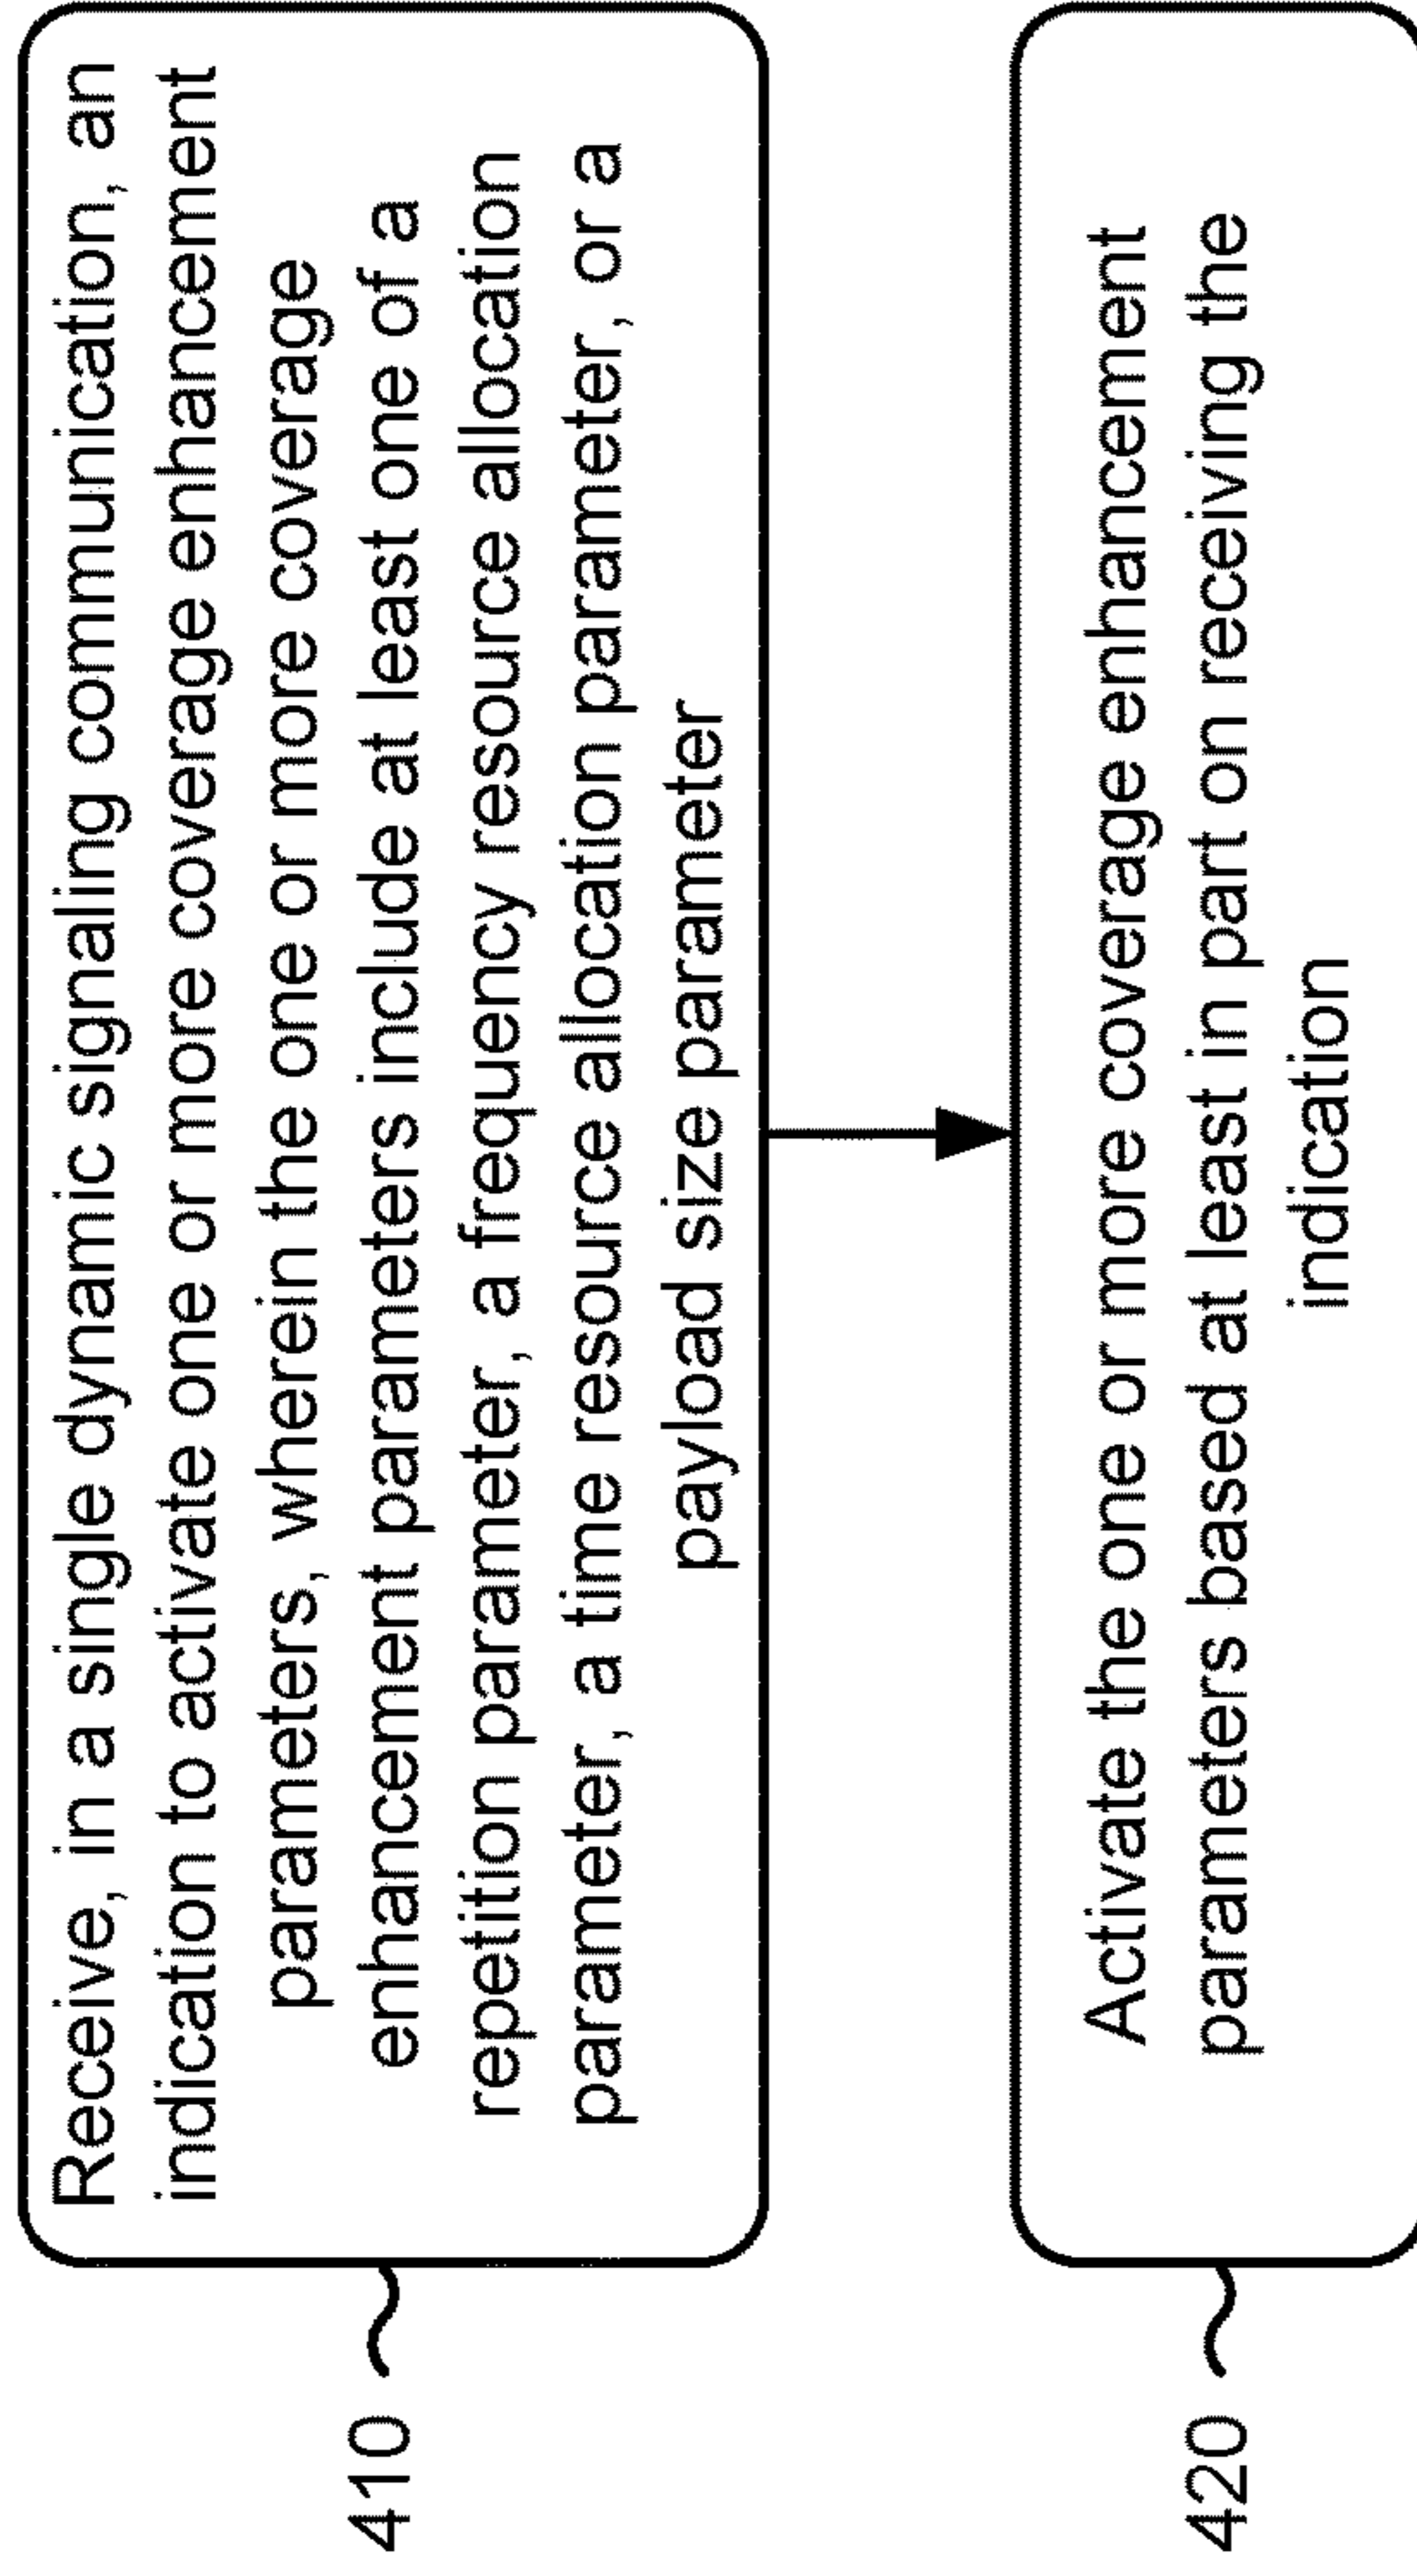 410
Receive, in a single dynamic signaling communication, an
indication to activate one or more coverage enhancement
parameters, wherein the one or more coverage
enhancement parameters include at least one of a
repetition parameter, a frequency resource allocation
parameter, a time resource allocation parameter, or a
payload size parameter
420
Activate the one or more coverage enhancement
parameters based at least in part on receiving the
indication